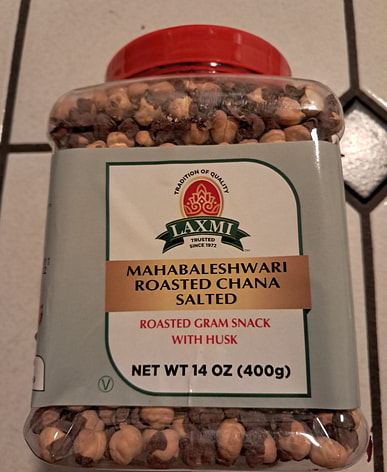 TRADITION OF QUALITY
LAXMI
TRUSTED
SINCE 1972
MAHABALESHWARI
ROASTED CHANA
SALTED
ROASTED GRAM SNACK
WITH HUSK
NET WT 14 OZ (400g)
V